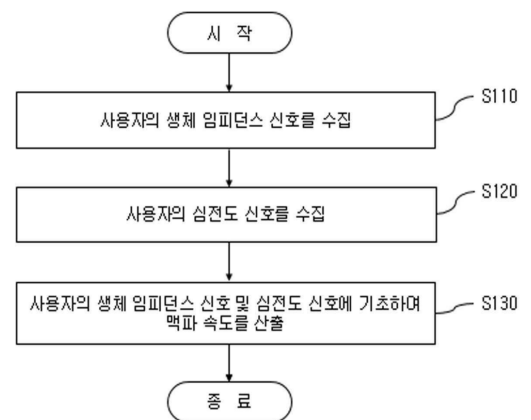 시 작
사용자의 생체 임피던스 신호를 수집
S110
사용자의 심전도 신호를 수집
S120
사용자의 생체 임피던스 신호 및 심전도 신호에 기초하여
맥파 속도를 산출
S130
종 료